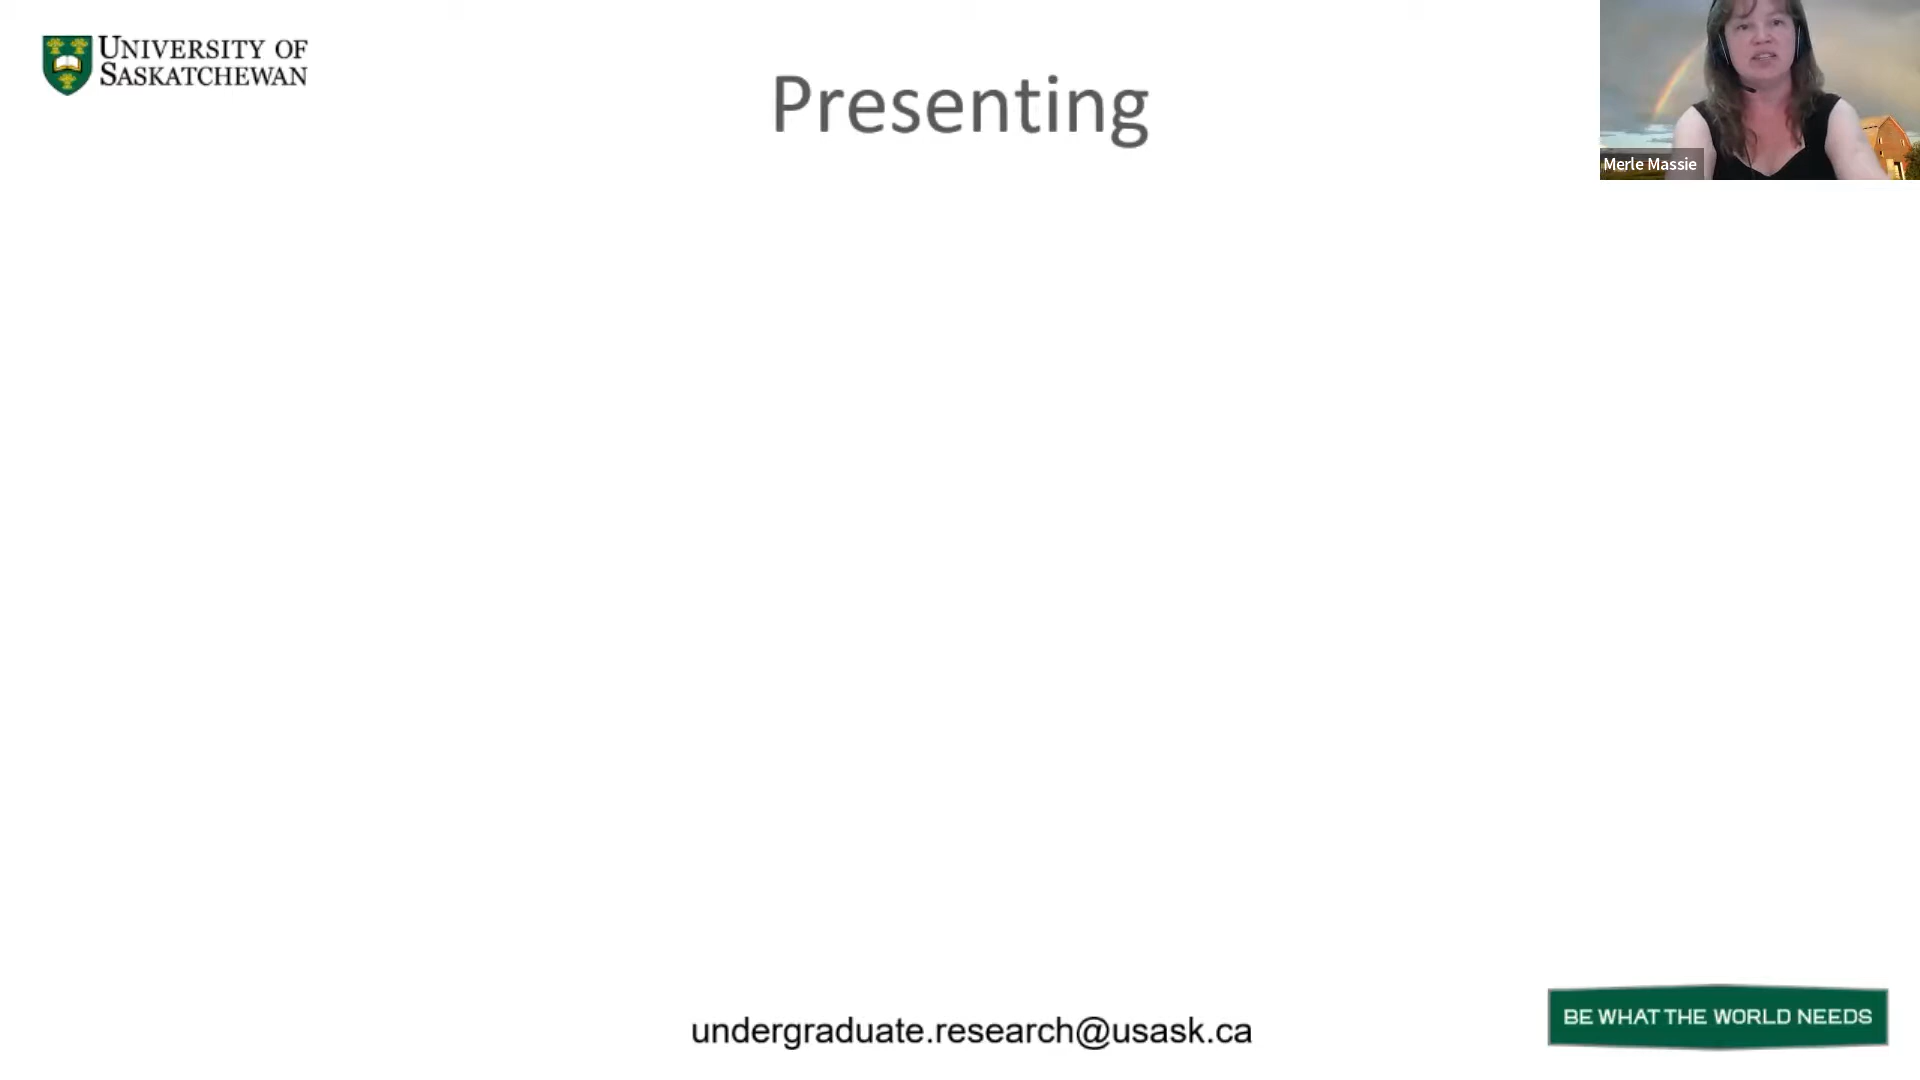 UNIVERSITY OF
SASKATCHEWAN
Presenting
Merle Massie
undergraduate.research@usask.ca
BE WHAT THE WORLD NEEDS